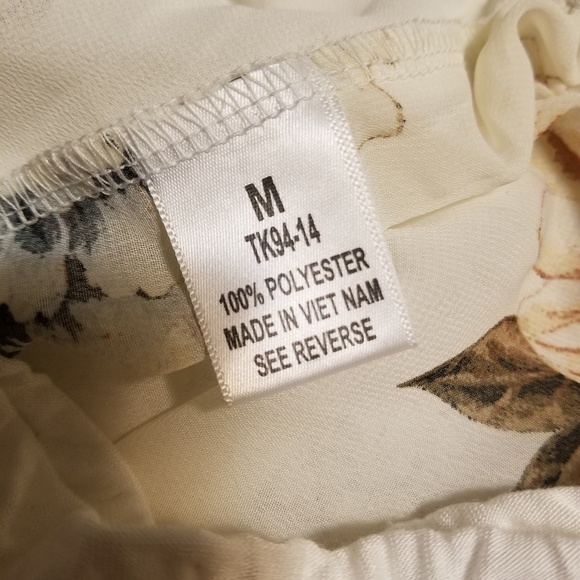 M
TK94-14
100% POLYESTER
MADE IN VIET NAM
SEE REVERSE